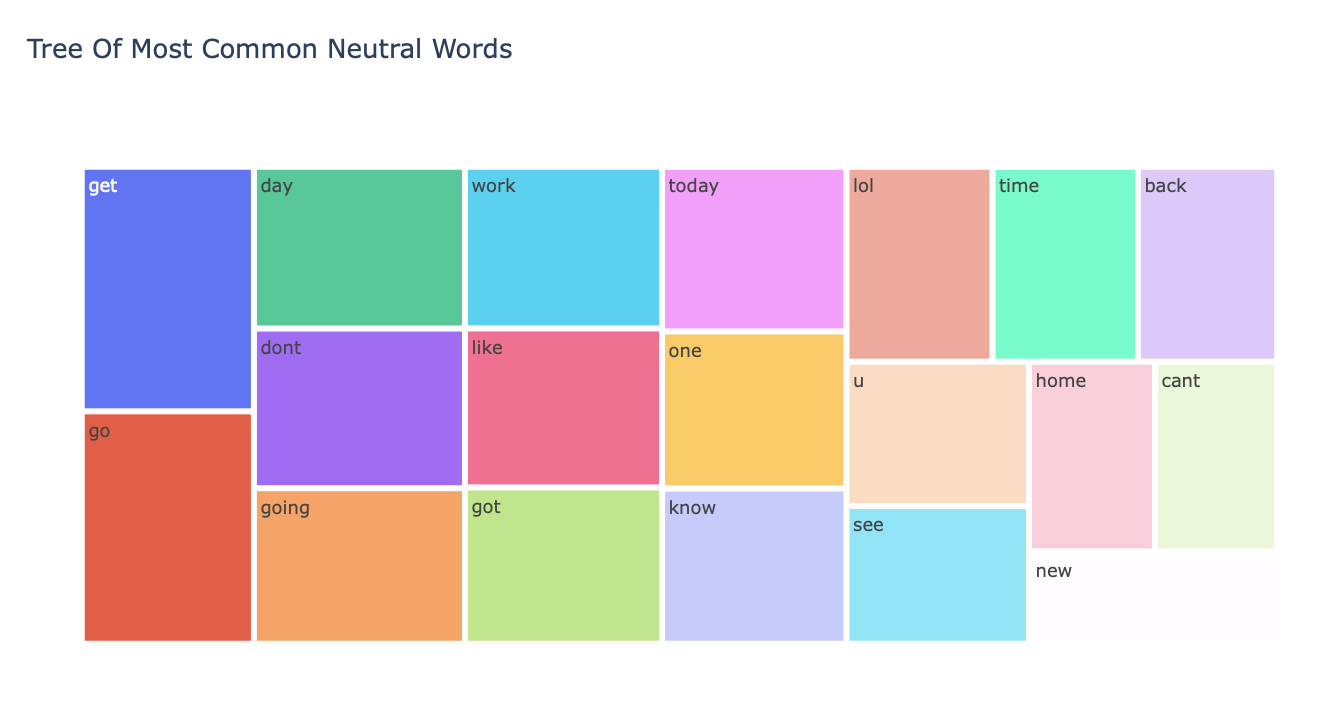 Tree Of Most Common Neutral Words
get
day
work
today
lol
time
back
dont
like
one
u
home
cant
go
going
got
know
see
new